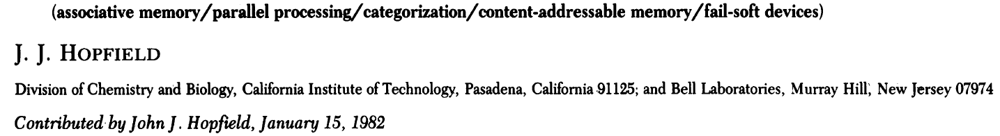 (associative memory/parallel processing/categorization/content-addressable memory/fail-soft devices)
J. J. HOPFIELD
Division of Chemistry and Biology, California Institute of Technology, Pasadena, California 91125; and Bell Laboratories, Murray Hill, New Jersey 07974
Contributed by John J. Hopfield, January 15, 1982